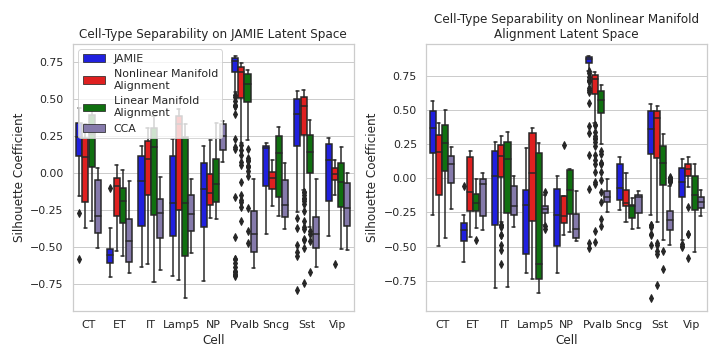 Cell-Type Separability on JAMIE Latent Space
Silhouette Coefficient
0.75
0.50
0.25
0.00
−0.25
−0.50
−0.75
JAMIE
Nonlinear Manifold
Alignment
Linear Manifold
Alignment
CCA
CT ET IT Lamp5 NP Pvalb Sncg Sst Vip
Cell
Cell-Type Separability on Nonlinear Manifold
Alignment Latent Space
Silhouette Coefficient
0.75
0.50
0.25
0.00
−0.25
−0.50
−0.75
CT ET IT Lamp5 NP Pvalb Sncg Sst Vip
Cell